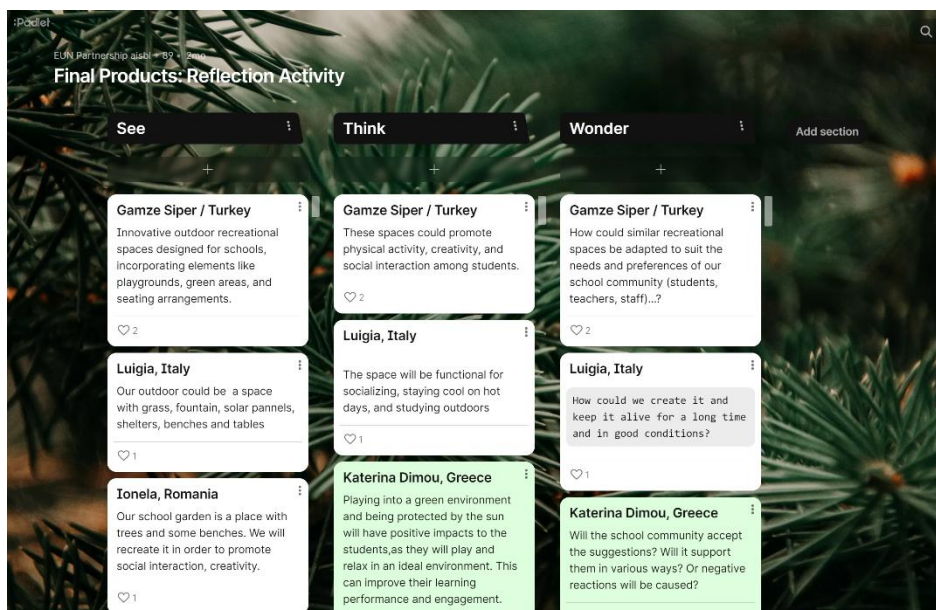 :Padlet
EUN Partnership aisbl + 89 • 2mo
Final Products: Reflection Activity
See
Think
Wonder
Add section
Gamze Siper / Turkey
Innovative outdoor recreational
spaces designed for schools,
incorporating elements like
playgrounds, green areas, and
seating arrangements.
2
Luigia, Italy
Our outdoor could be a space
with grass, fountain, solar pannels,
shelters, benches and tables
1
Ionela, Romania
Our school garden is a place with
trees and some benches. We will
recreate it in order to promote
social interaction, creativity.
1
Gamze Siper / Turkey
These spaces could promote
physical activity, creativity, and
social interaction among students.
2
Luigia, Italy
The space will be functional for
socializing, staying cool on hot
days, and studying outdoors
1
Katerina Dimou, Greece
Playing into a green environment
and being protected by the sun
will have positive impacts to the
students,as they will play and
relax in an ideal environment. This
can improve their learning
performance and engagement.
Gamze Siper / Turkey
How could similar recreational
spaces be adapted to suit the
needs and preferences of our
school community (students,
teachers, staff)...?
2
Luigia, Italy
How could we create it and
keep it alive for a long time
and in good conditions?
1
Katerina Dimou, Greece
Will the school community accept
the suggestions? Will it support
them in various ways? Or negative
reactions will be caused?